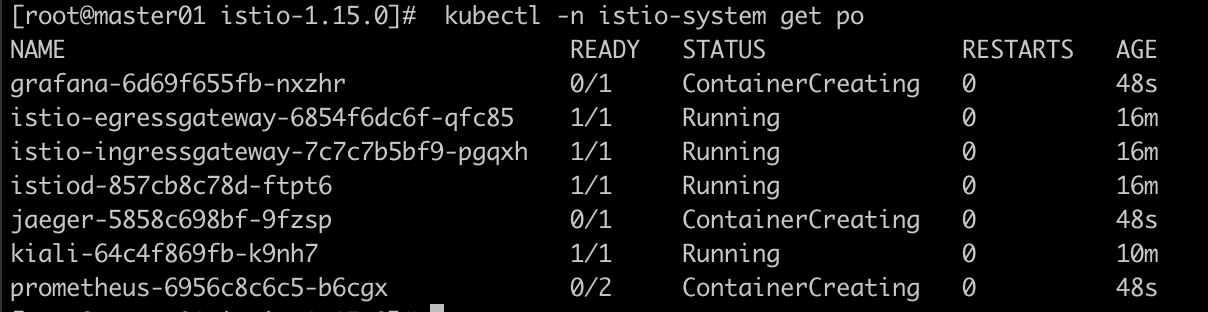 [root@master01 istio-1.15.0]#  kubectl -n istio-system get po
NAME                                    READY   STATUS              RESTARTS   AGE
grafana-6d69f655fb-nxzhr                0/1     ContainerCreating   0          48s
istio-egressgateway-6854f6dc6f-qfc85    1/1     Running             0          16m
istio-ingressgateway-7c7c7b5bf9-pgqxh   1/1     Running             0          16m
istiod-857cb8c78d-ftpt6                 1/1     Running             0          16m
jaeger-5858c698bf-9fzsp                 0/1     ContainerCreating   0          48s
kiali-64c4f869fb-k9nh7                  1/1     Running             0          10m
prometheus-6956c8c6c5-b6cgx             0/2     ContainerCreating   0          48s